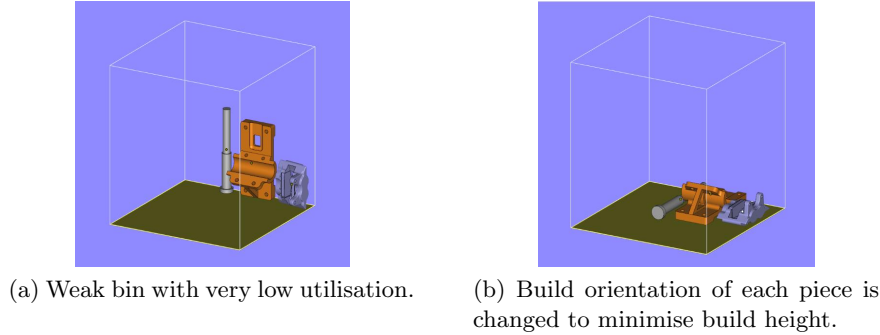 (a) Weak bin with very low utilisation.
(b) Build orientation of each piece is
changed to minimise build height.